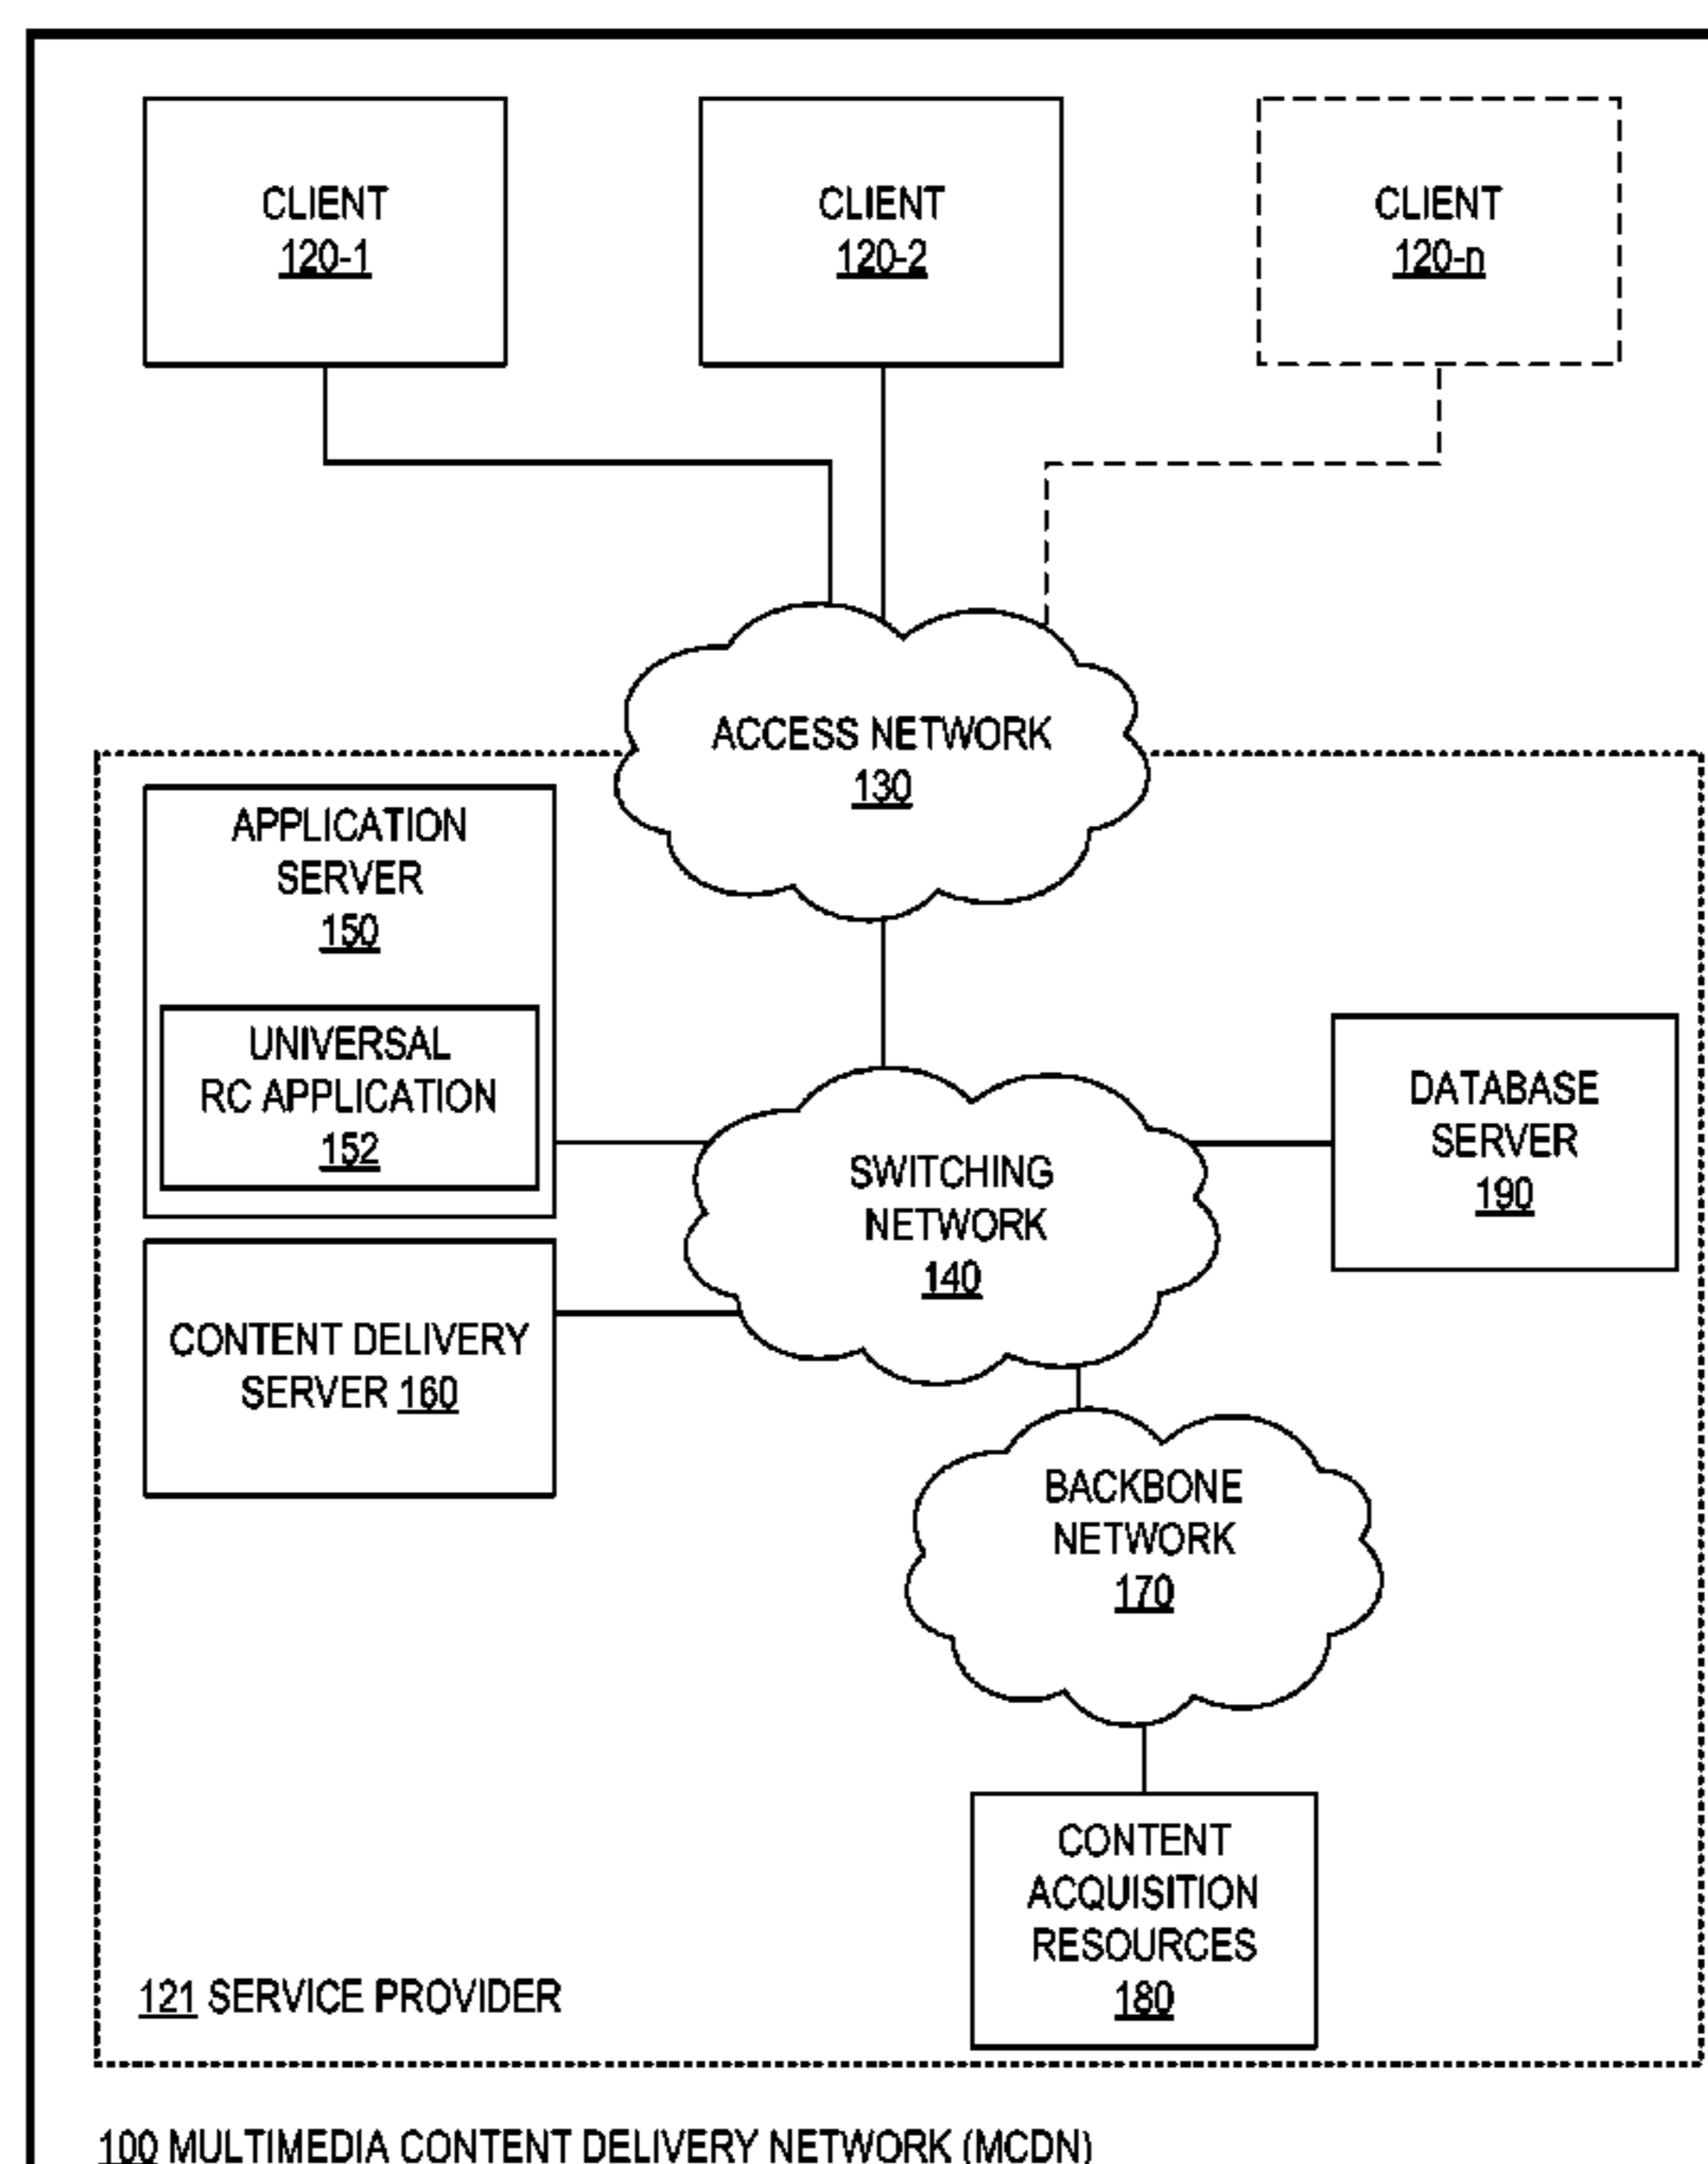 CLIENT
120-1
CLIENT
120-2
CLIENT
120-n
ACCESS NETWORK
130
APPLICATION
SERVER
150
UNIVERSAL
RC APPLICATION
152
SWITCHING
NETWORK
140
DATABASE
SERVER
190
CONTENT DELIVERY
SERVER 160
BACKBONE
NETWORK
170
CONTENT
ACQUISITION
RESOURCES
180
121 SERVICE PROVIDER
100 MULTIMEDIA CONTENT DELIVERY NETWORK (MCDN)